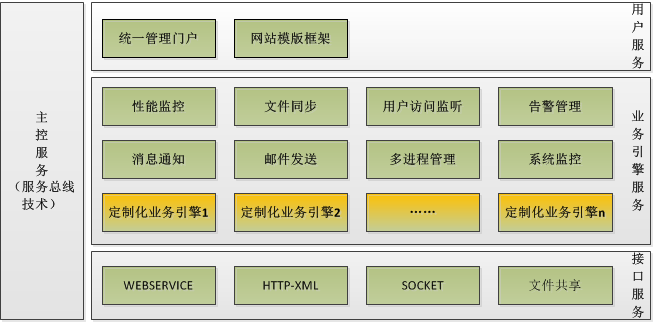 主
控
服
务
（服务总线
技术）
统一管理门户
网站模版框架
用
户
服
务
性能监控
文件同步
用户访问监听
告警管理
消息通知
邮件发送
多进程管理
系统监控
定制化业务引擎1
定制化业务引擎2
……
定制化业务引擎n
业
务
引
擎
服
务
WEBSERVICE
HTTP-XML
SOCKET
文件共享
接
口
服
务